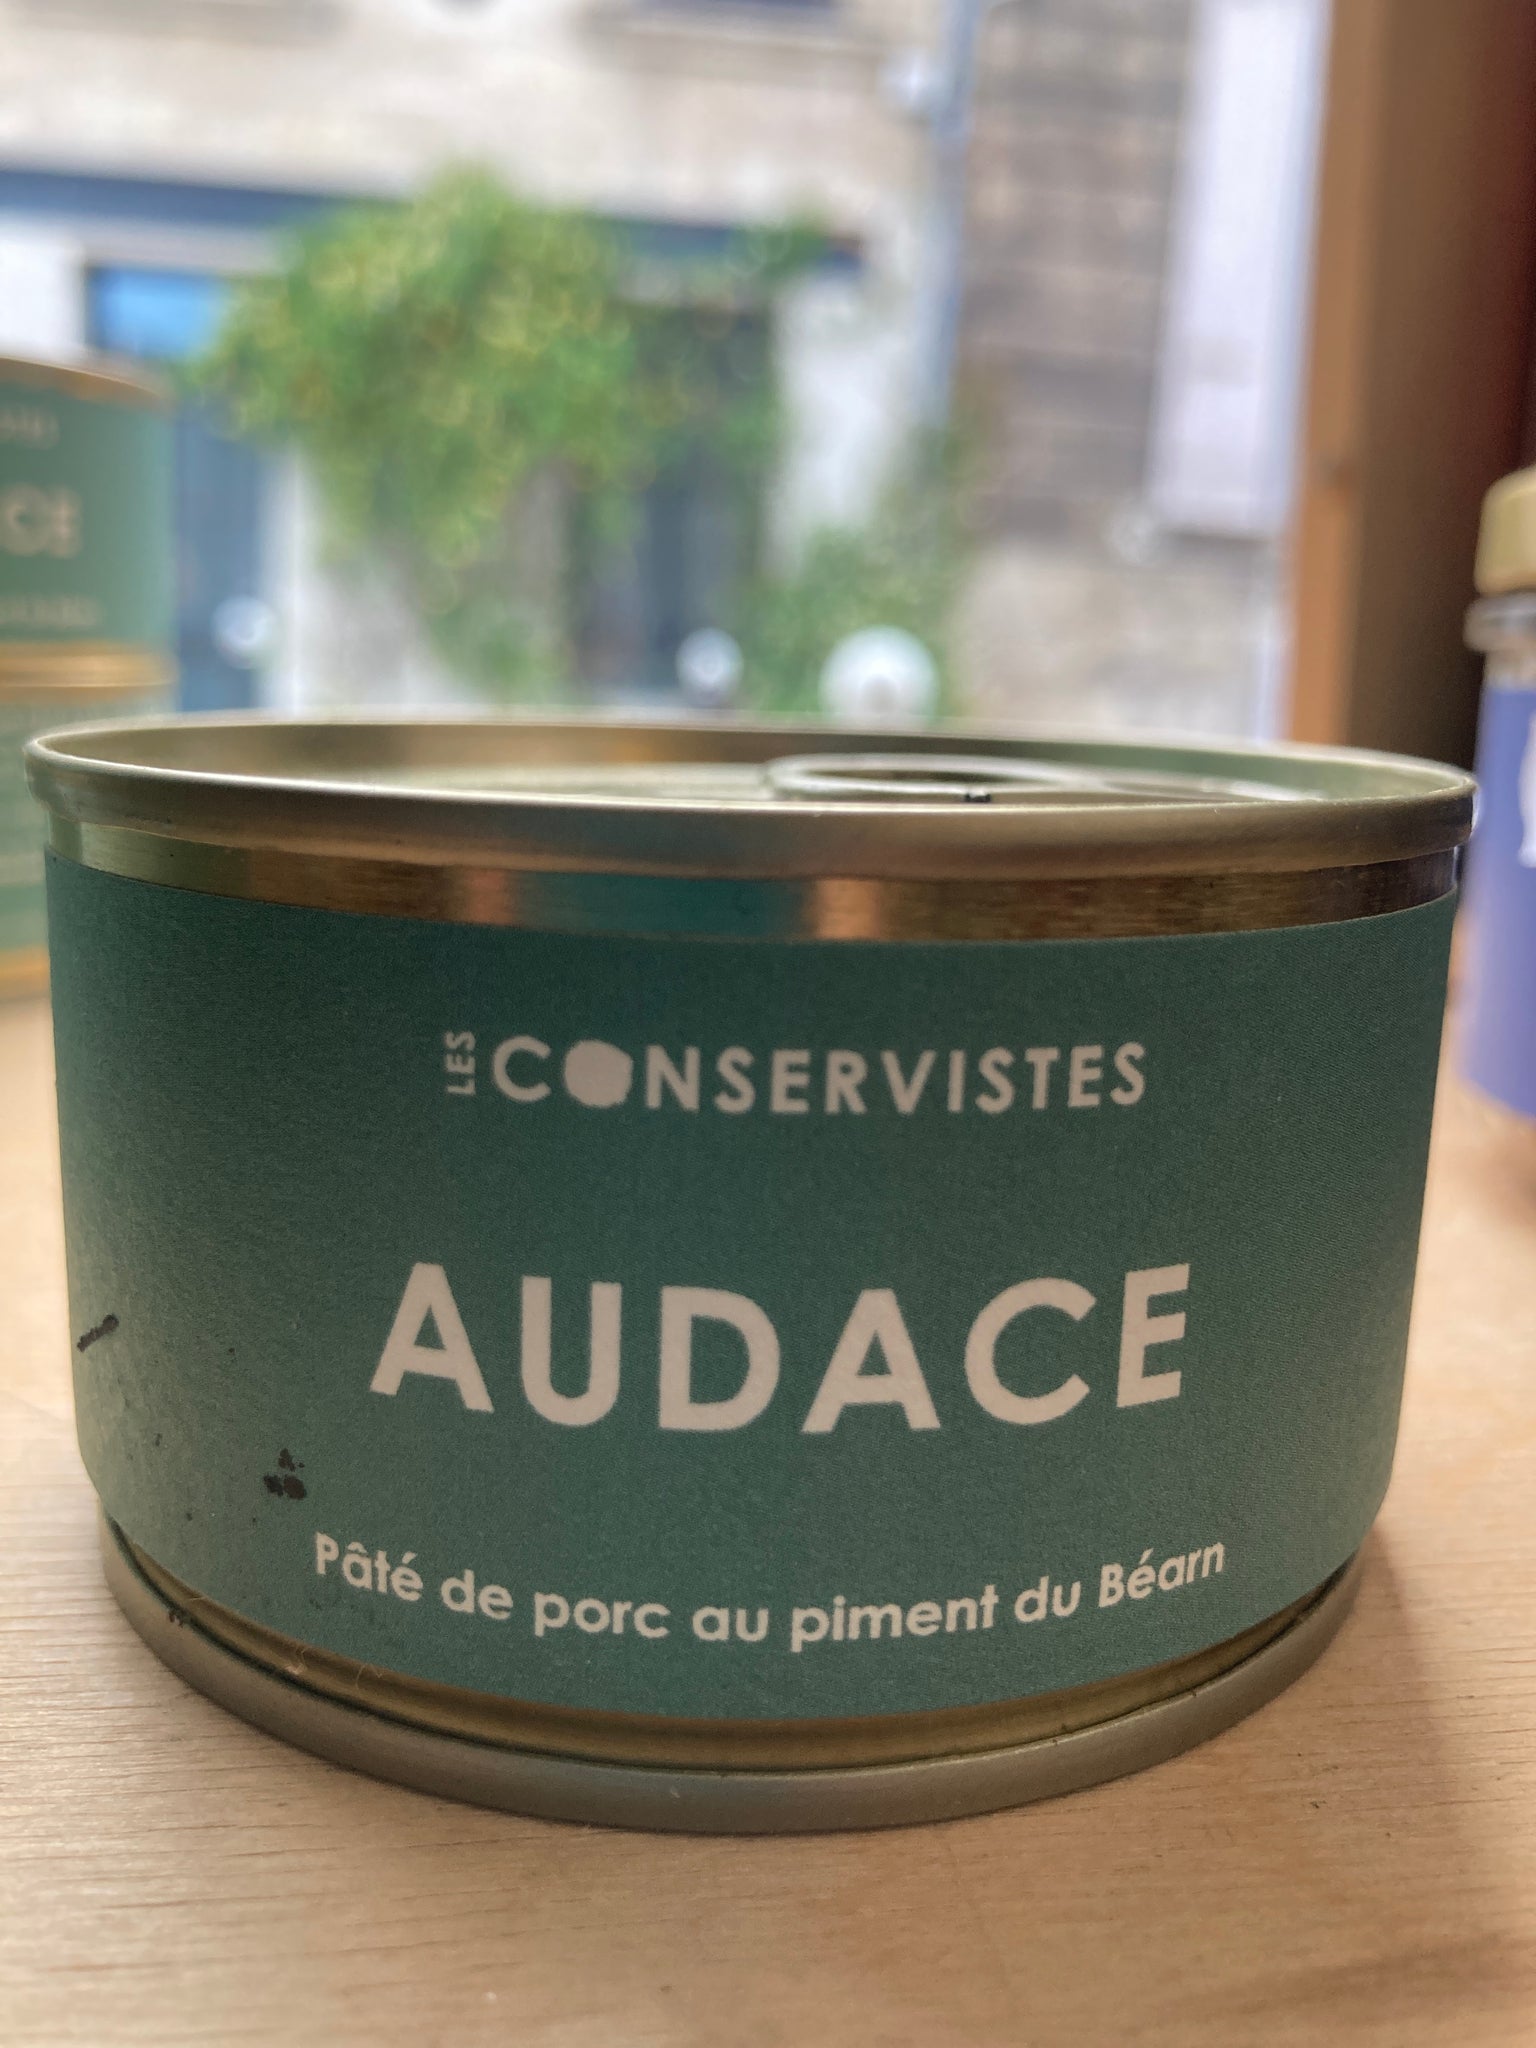 LES CONSERVISTES
AUDACE
Pâté de porc au piment du Béarn